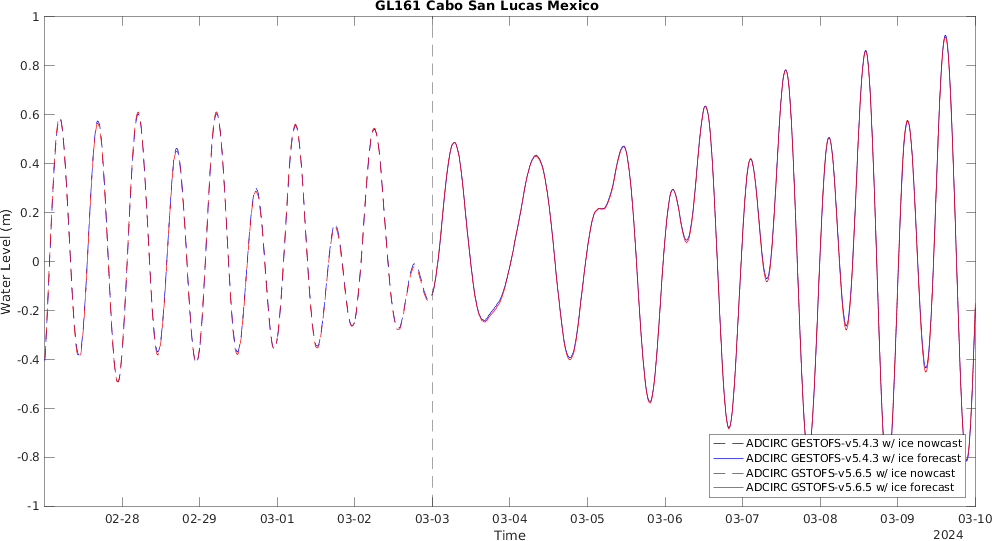 GL161 Cabo San Lucas Mexico
1
0.8
0.6
0.4
0.2
0
-0.2
-0.4
-0.6
-0.8
-1
Water Level (m)
ADCIRC GESTOFS-v5.4.3 w/ ice nowcast
ADCIRC GESTOFS-v5.4.3 w/ ice forecast
ADCIRC GSTOFS-v5.6.5 w/ ice nowcast
ADCIRC GSTOFS-v5.6.5 w/ ice forecast
02-28 02-29 03-01 03-02 03-03 03-04 03-05 03-06 03-07 03-08 03-09 03-10
Time
2024